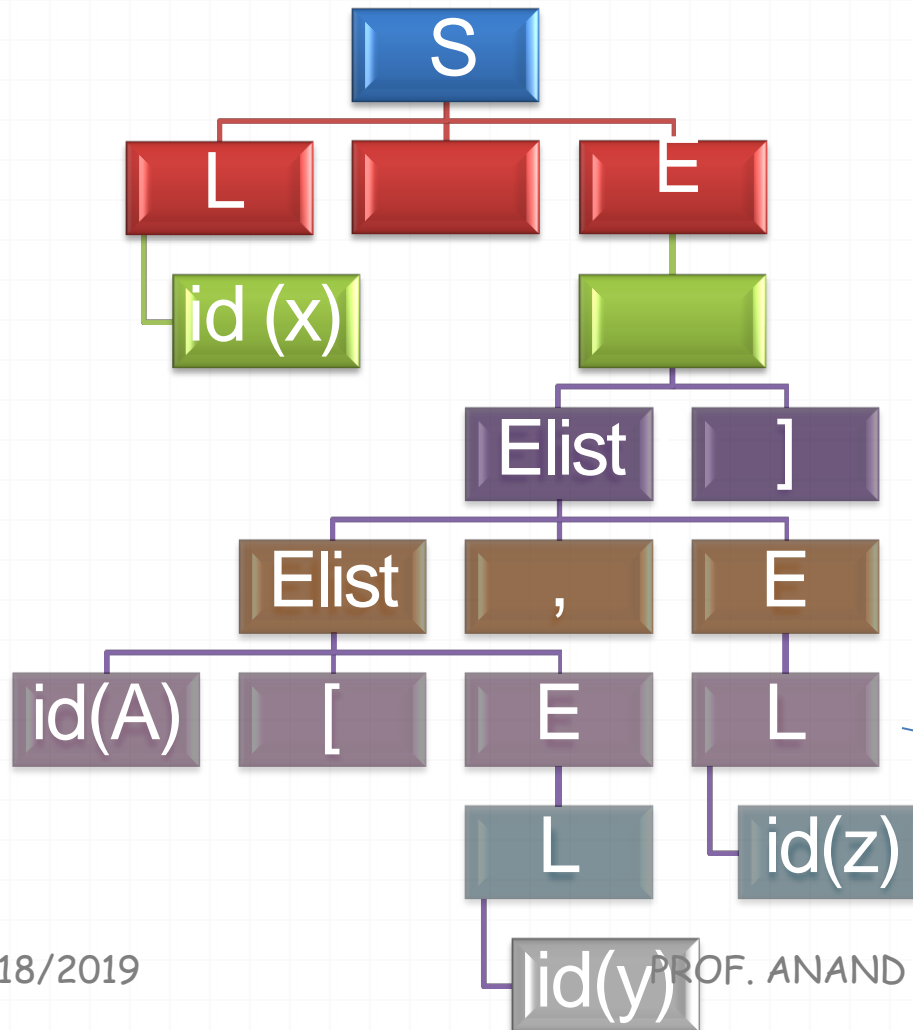 S
L E
id (x)
Elist ]
Elist , E
id(A) [ E L
L id(z)
id(y)
18/2019 PROF. ANAND